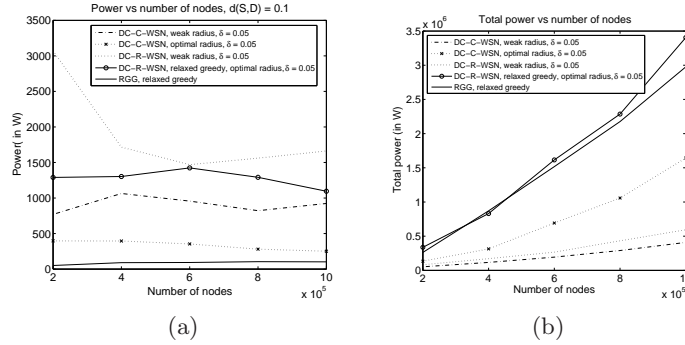 Power vs number of nodes, d(S,D) = 0.1
DC-C-WSN, weak radius, δ = 0.05
DC-C-WSN, optimal radius, δ = 0.05
DC-R-WSN, weak radius, δ = 0.05
DC-R-WSN, relaxed greedy, optimal radius, δ = 0.05
RGG, relaxed greedy
3500
3000
2500
2000
1500
1000
500
0
Power( in W)
2 4 6 8 10
Number of nodes
x 10^5
(a)
Total power vs number of nodes
x 10^6
DC-C-WSN, weak radius, δ = 0.05
DC-C-WSN, optimal radius, δ = 0.05
DC-R-WSN, weak radius, δ = 0.05
DC-R-WSN, relaxed greedy, optimal radius, δ = 0.05
RGG, relaxed greedy
3.5
3
2.5
2
1.5
1
0.5
0
Total power (in W)
2 4 6 8 10
Number of nodes
x 10^5
(b)